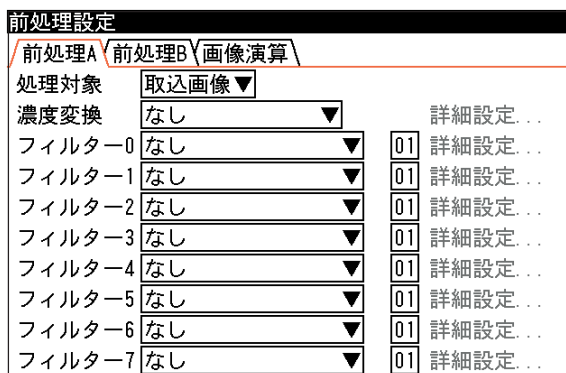 前処理設定
前処理A 前処理B 画像演算
処理対象 取込画像▼
濃度変換 なし ▼ 詳細設定...
フィルター0 なし ▼ 01 詳細設定...
フィルター1 なし ▼ 01 詳細設定...
フィルター2 なし ▼ 01 詳細設定...
フィルター3 なし ▼ 01 詳細設定...
フィルター4 なし ▼ 01 詳細設定...
フィルター5 なし ▼ 01 詳細設定...
フィルター6 なし ▼ 01 詳細設定...
フィルター7 なし ▼ 01 詳細設定...